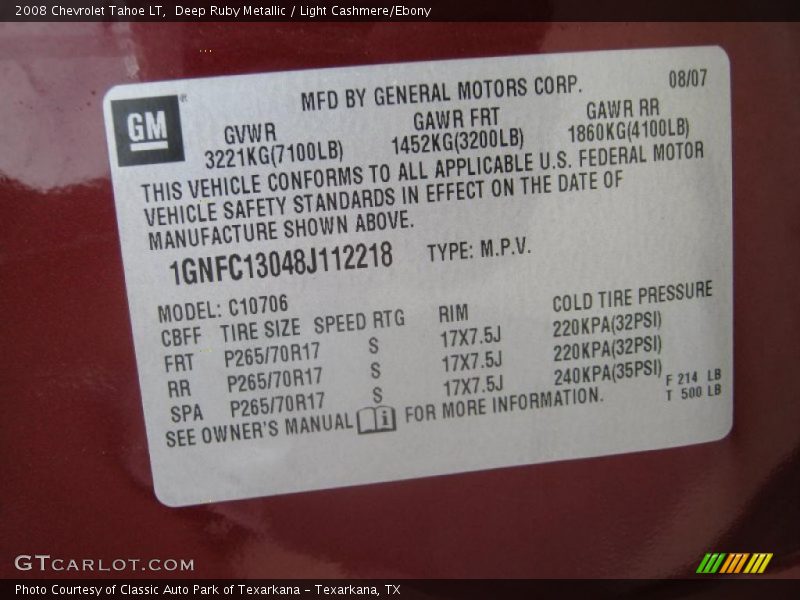 2008 Chevrolet Tahoe LT, Deep Ruby Metallic / Light Cashmere/Ebony
MFD BY GENERAL MOTORS CORP. 08/07
GM
GVWR GAWR FRT GAWR RR
3221KG(7100LB) 1452KG(3200LB) 1860KG(4100LB)
THIS VEHICLE CONFORMS TO ALL APPLICABLE U.S. FEDERAL MOTOR
VEHICLE SAFETY STANDARDS IN EFFECT ON THE DATE OF
MANUFACTURE SHOWN ABOVE.
1GNFC13048J112218 TYPE: M.P.V.
MODEL: C10706
CBFF TIRE SIZE SPEED RTG RIM COLD TIRE PRESSURE
FRT P265/70R17 S 17X7.5J 220KPA(32PSI)
RR P265/70R17 S 17X7.5J 220KPA(32PSI)
SPA P265/70R17 S 17X7.5J 240KPA(35PSI) F 214 LB
T 500 LB
SEE OWNER'S MANUAL i FOR MORE INFORMATION.
GTCARLOT.COM
Photo Courtesy of Classic Auto Park of Texarkana - Texarkana, TX